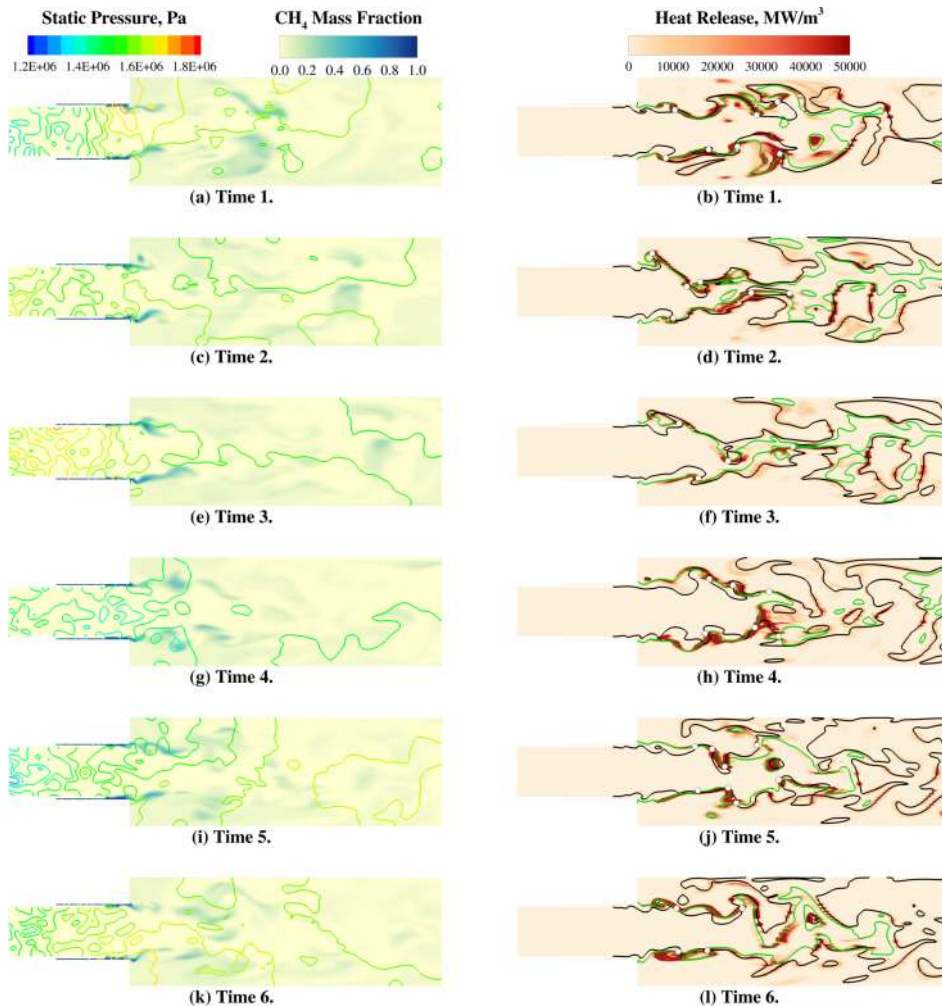 Static Pressure, Pa
CH4 Mass Fraction
Heat Release, MW/m³
1.2E+06 1.4E+06 1.6E+06 1.8E+06
0.0 0.2 0.4 0.6 0.8 1.0
0 10000 20000 30000 40000 50000
(a) Time 1.
(b) Time 1.
(c) Time 2.
(d) Time 2.
(e) Time 3.
(f) Time 3.
(g) Time 4.
(h) Time 4.
(i) Time 5.
(j) Time 5.
(k) Time 6.
(l) Time 6.